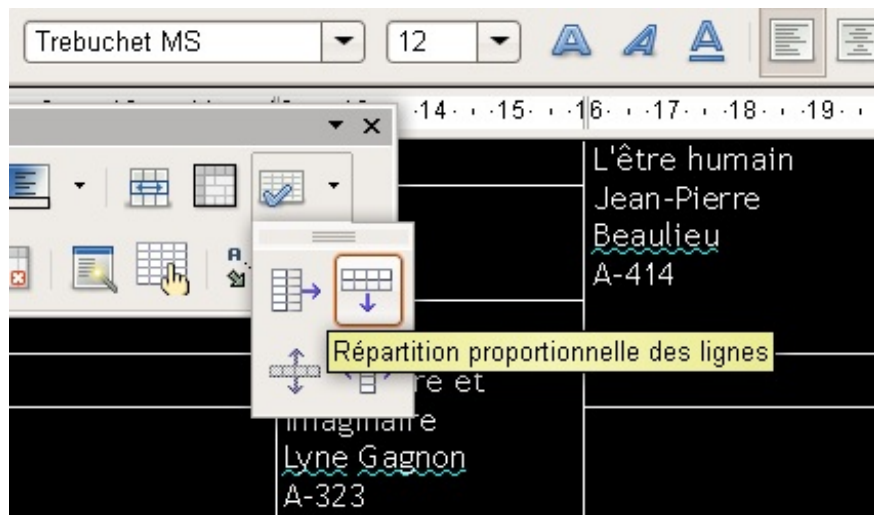 Trebuchet MS
12
14 15 16 17 18 19
L'être humain
Jean-Pierre
Beaulieu
A-414
Répartition proportionnelle des lignes
re et
imaginaire
Lyne Gagnon
A-323